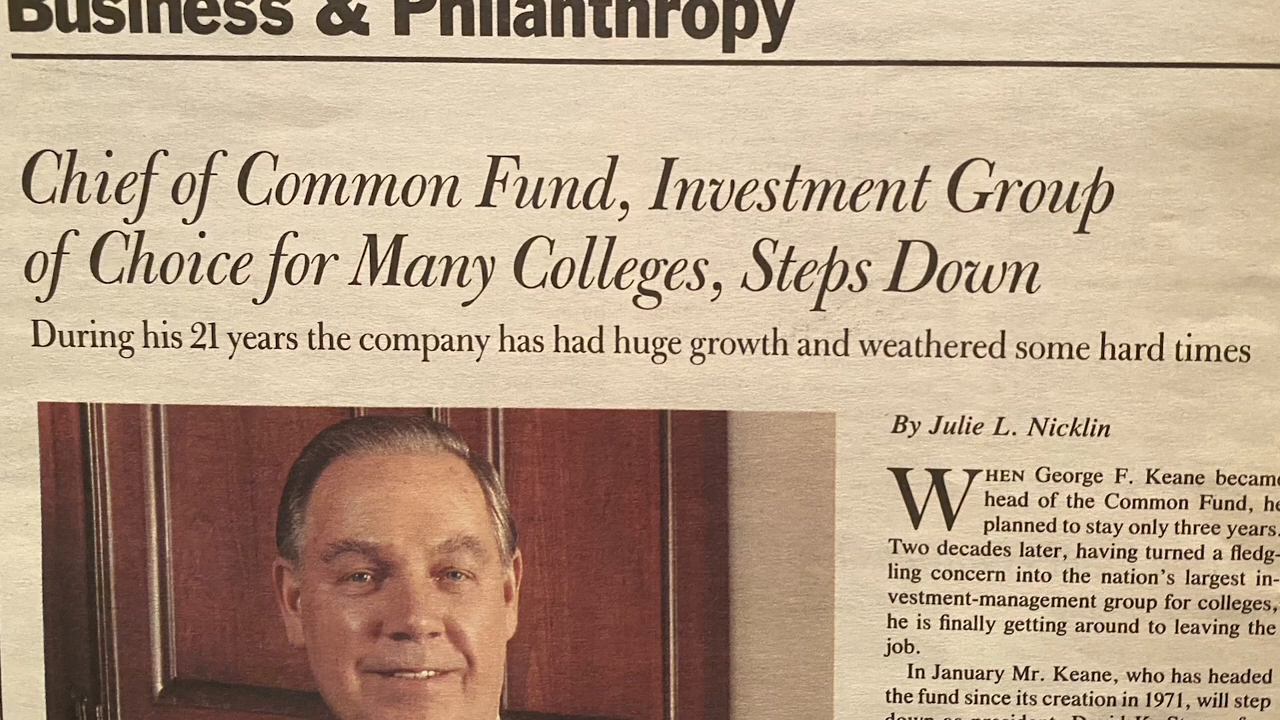 Business & Philanthropy
Chief of Common Fund, Investment Group
of Choice for Many Colleges, Steps Down
During his 21 years the company has had huge growth and weathered some hard times
By Julie L. Nicklin
WHEN George F. Keane became
head of the Common Fund, he
planned to stay only three years.
Two decades later, having turned a fledg-
ling concern into the nation's largest in-
vestment-management group for colleges,
he is finally getting around to leaving the
job.
In January Mr. Keane, who has headed
the fund since its creation in 1971, will step
down as president. David K.